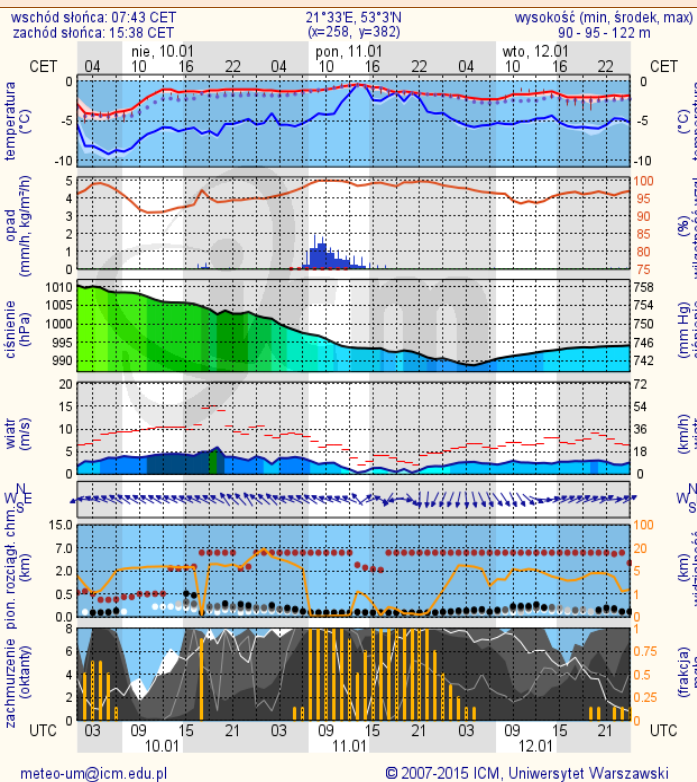 wschód słońca: 07:43 CET
zachód słońca: 15:38 CET
21°33'E, 53°3'N
(x=258, y=382)
wysokość (min, środek, max)
90 - 95 - 122 m
nie, 10.01 pon, 11.01 wto, 12.01
CET 04 10 16 22 04 10 16 22 04 10 16 22 CET
temperatura
(°C)
0
-5
-10
0
-5
-10
(°C)
temperatura
opad
(mm/h, kg/m²/h)
5
4
3
2
1
0
100
95
90
85
80
75
(%)
ciśnienie
(hPa)
1010
1005
1000
995
990
758
754
750
746
742
(mm Hg)
ciśnienie
wiatr
(m/s)
20
15
10
5
0
72
54
36
18
0
(km/h)
wiatr
N
W E
S
N
W
S
pion. rozciągł. chm.
(km)
15.0
7.0
2.0
0.5
0.0
100
20
5
1
0
(km)
widzialność
zachmurzenie
(oktanty)
8
6
4
2
0
1
0.75
0.5
0.25
0
(frakcja)
UTC 03 09 15 21 03 09 15 21 03 09 15 21 UTC
10.01 11.01 12.01
meteo-um@icm.edu.pl
© 2007-2015 ICM, Uniwersytet Warszawski